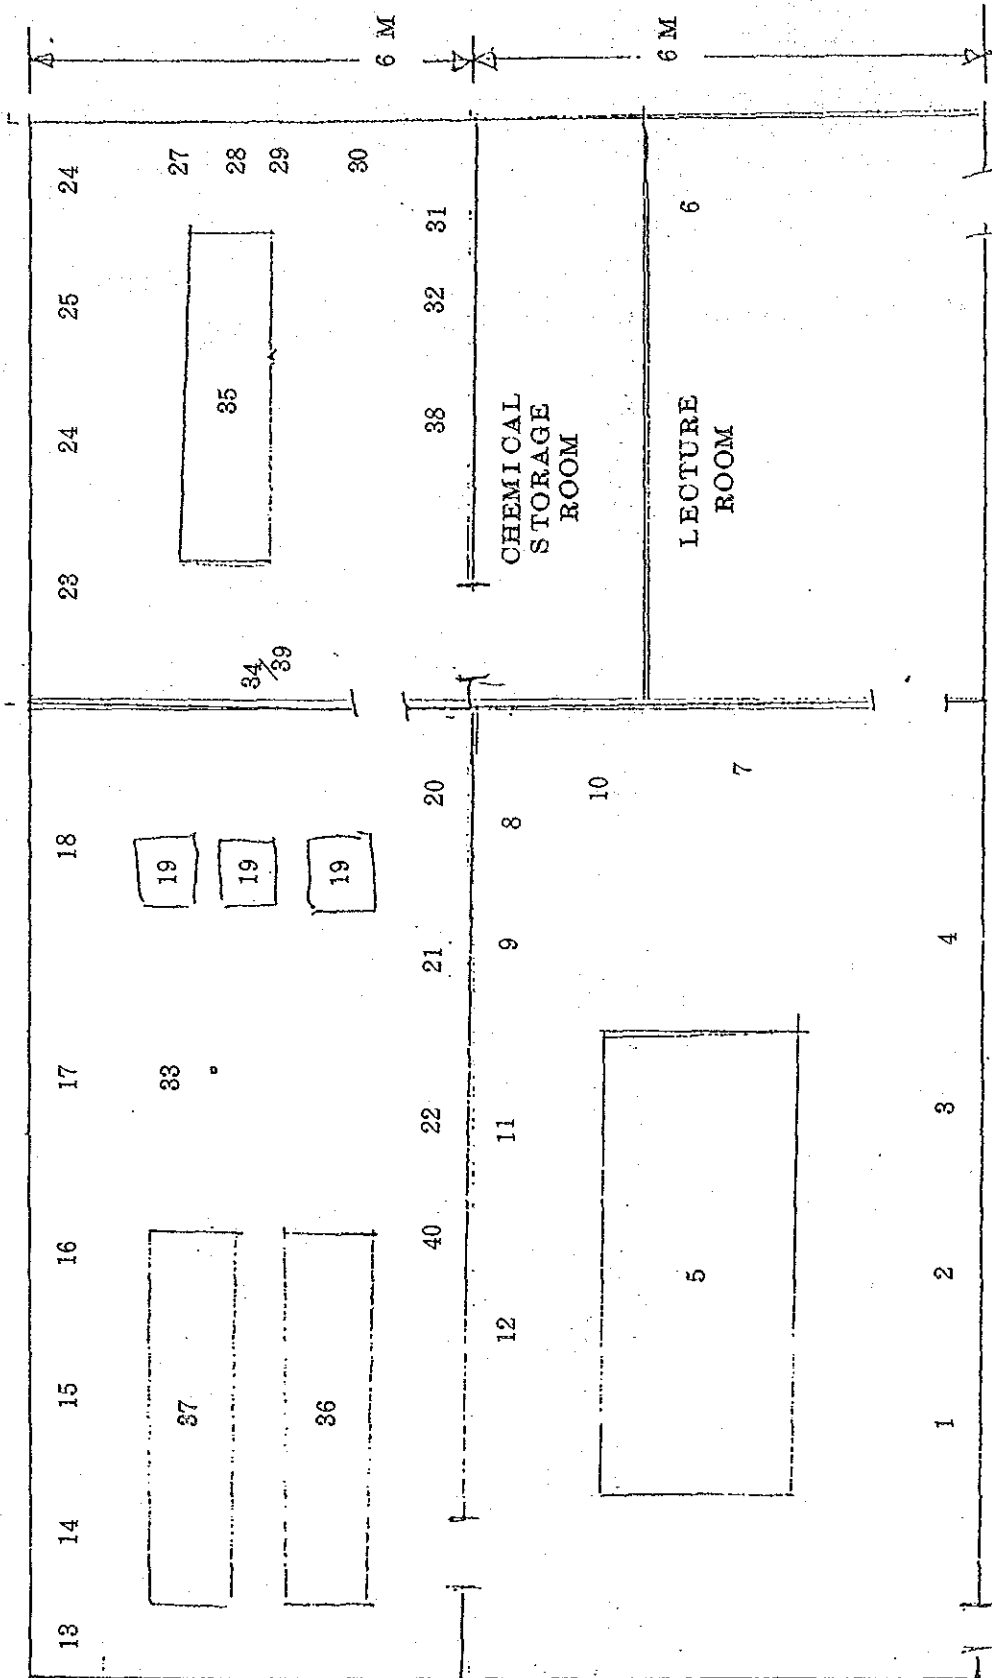 13 14 15 16 17 18 23 24 25 24
37 33 19 27
19 35 28
34/39 29
36 19 30
6 M
40 22 21 20 38 32 31
12 11 9 8
CHEMICAL
STORAGE
ROOM
10
6 M
5 LECTURE 6
ROOM
7
1 2 3 4